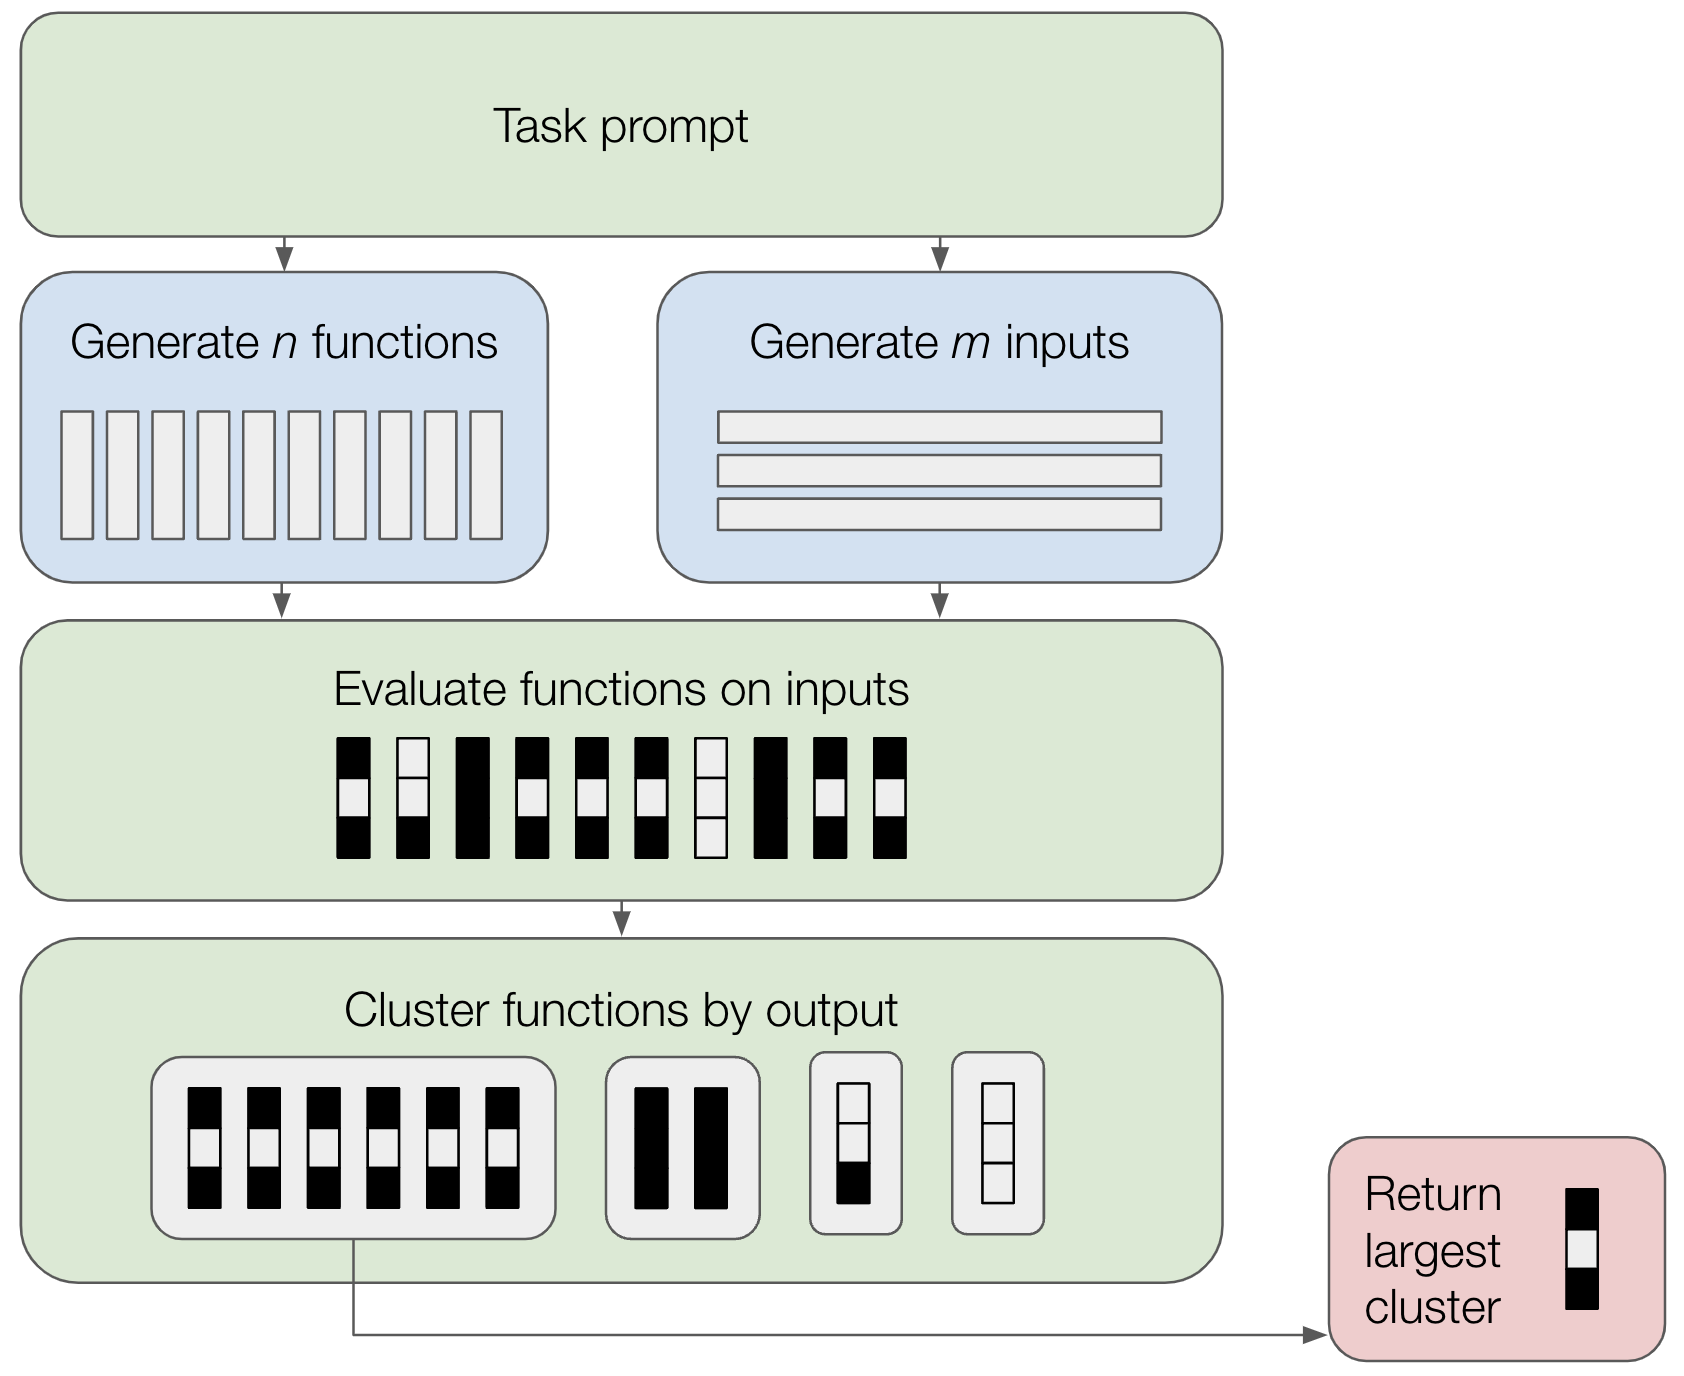 Task prompt
Generate n functions
Generate m inputs
Evaluate functions on inputs
Cluster functions by output
Return
largest
cluster